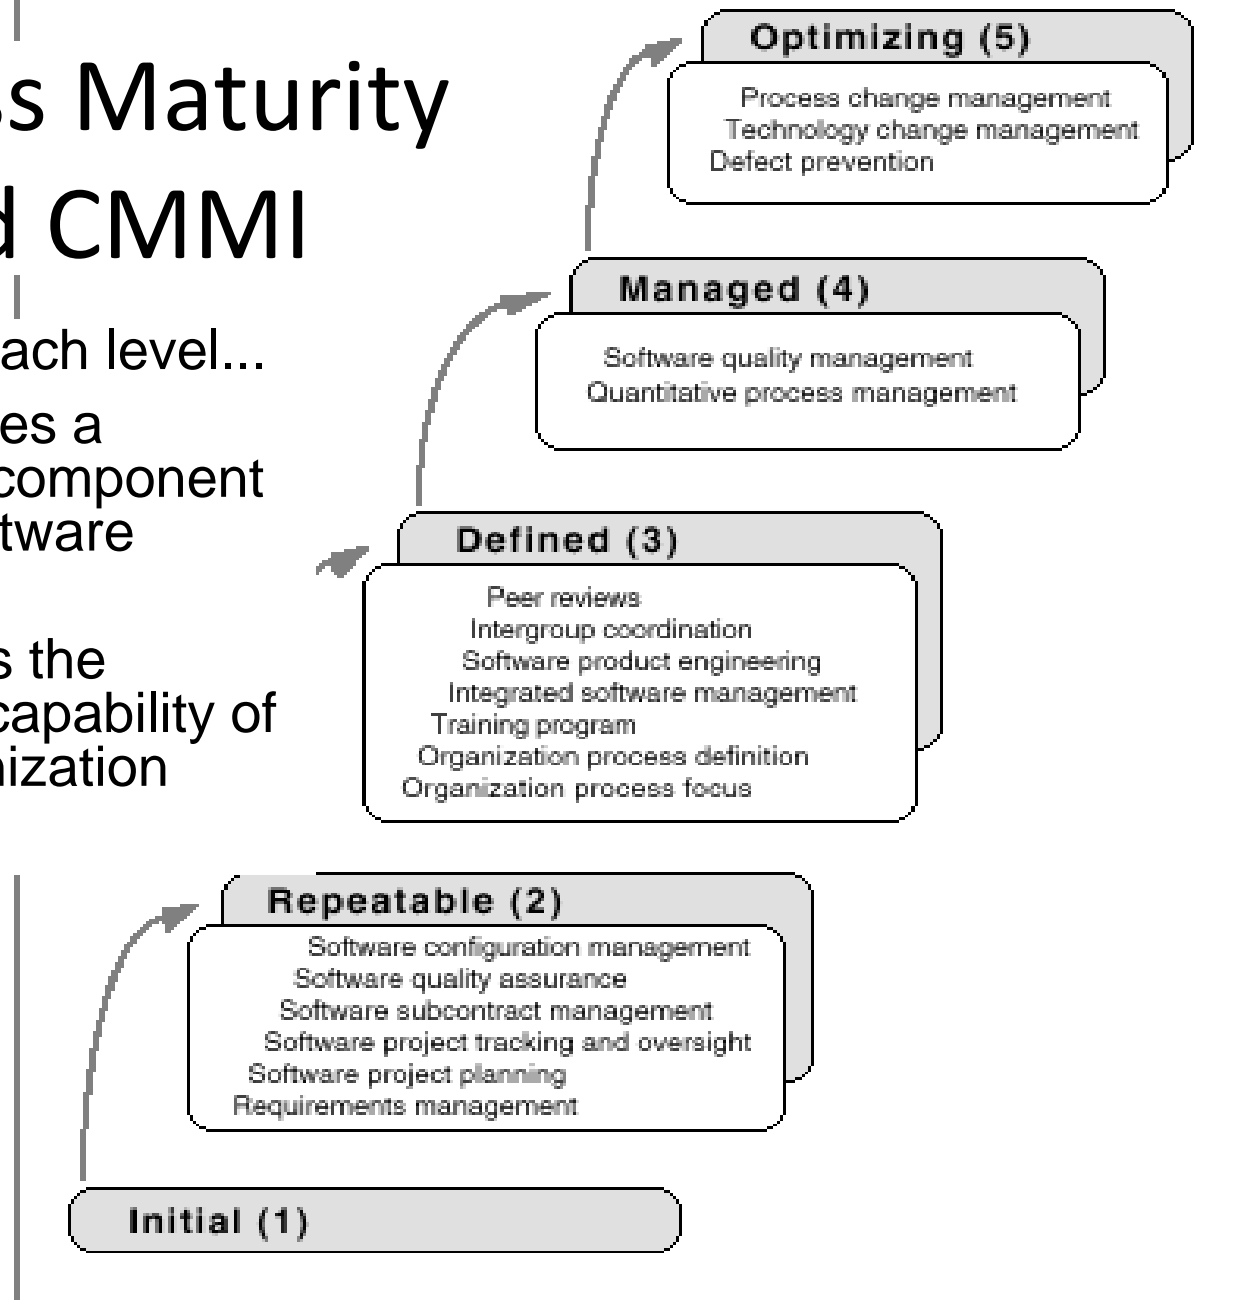 ss Maturity
d CMMI
ach level...
es a
component
tware
s the
capability of
nization
Optimizing (5)
Process change management
Technology change management
Defect prevention
Managed (4)
Software quality management
Quantitative process management
Defined (3)
Peer reviews
Intergroup coordination
Software product engineering
Integrated software management
Training program
Organization process definition
Organization process focus
Repeatable (2)
Software configuration management
Software quality assurance
Software subcontract management
Software project tracking and oversight
Software project planning
Requirements management
Initial (1)